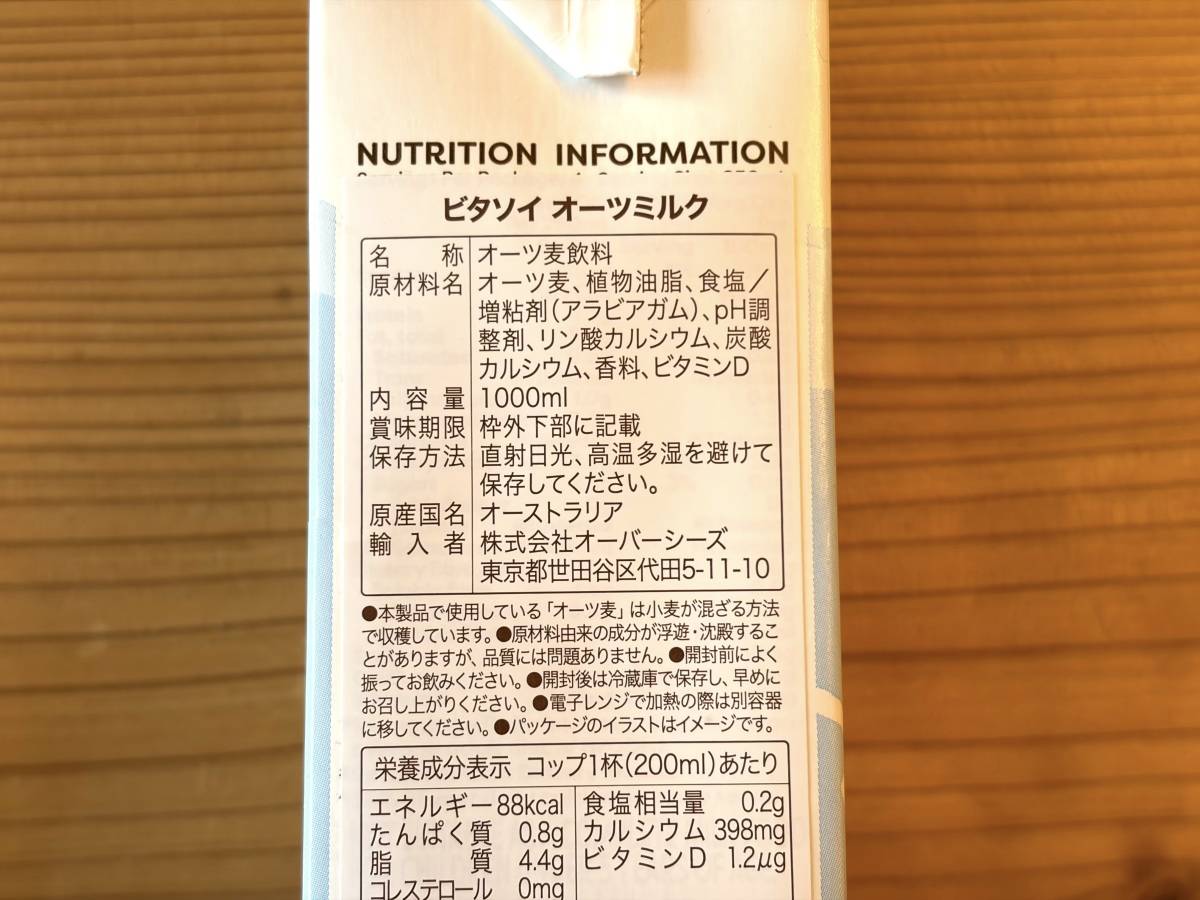 NUTRITION INFORMATION
ビタソイ オーツミルク
名称 オーツ麦飲料
原材料名 オーツ麦、植物油脂、食塩／
増粘剤(アラビアガム)、pH調
整剤、リン酸カルシウム、炭酸
カルシウム、香料、ビタミンD
内容量 1000ml
賞味期限 枠外下部に記載
保存方法 直射日光、高温多湿を避けて
保存してください。
原産国名 オーストラリア
輸入者 株式会社オーバーシーズ
東京都世田谷区代田5-11-10
●本製品で使用している「オーツ麦」は小麦が混ざる方法
で収穫しています。●原材料由来の成分が浮遊・沈殿するこ
とがありますが、品質には問題ありません。●開封前によく
振ってお飲みください。●開封後は冷蔵庫で保存し、早めに
お召し上がりください。●電子レンジで加熱の際は別容器
に移してください。●パッケージのイラストはイメージです。
栄養成分表示 コップ1杯(200ml)あたり
エネルギー 88kcal 食塩相当量 0.2g
たんぱく質 0.8g カルシウム 398mg
脂質 4.4g ビタミンD 1.2μg
コレステロール 0mg